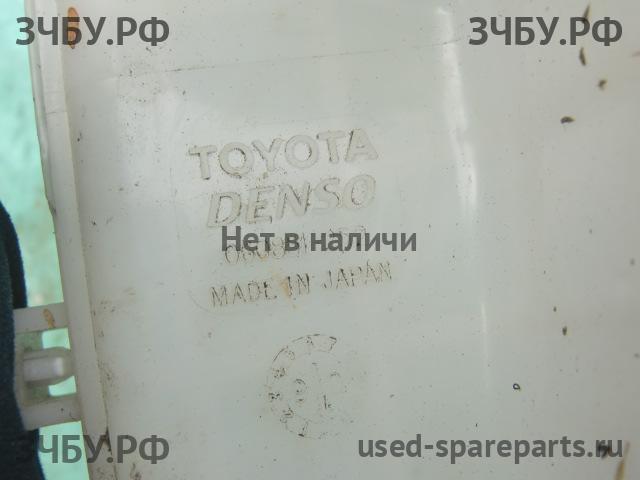 ЗЧБУ.РФ ЗЧБУ.РФ
TOYOTA
DENSO
Нет в наличи
MADE IN JAPAN
ЗЧБУ.РФ used-spareparts.ru